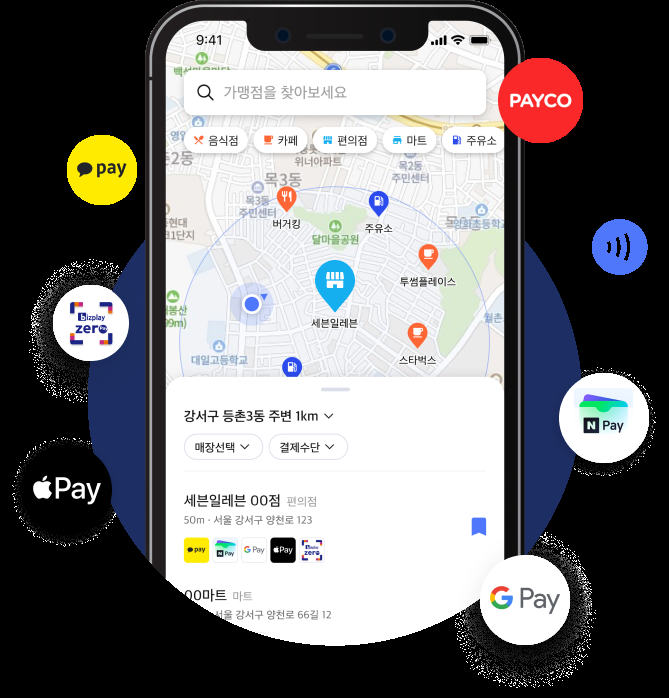 9:41
백석
가맹점을 찾아보세요
PAYCO
음식점
카페
편의점
마트
주유소
위너아파트
pay
목3동
목3동
주민센터
목2동
주민센터
버거킹
주유소
달마을공원
투썸플레이스
세븐일레븐
스타벅스
대일고등학교
bizplay
zero Pay
강서구 등촌3동 주변 1km
매장선택
결제수단
N Pay
Pay
세븐일레븐 00점 편의점
50m · 서울 강서구 양천로 123
pay
N Pay
G Pay
Pay
zero
00마트 마트
서울 강서구 양천로 66길 12
G Pay